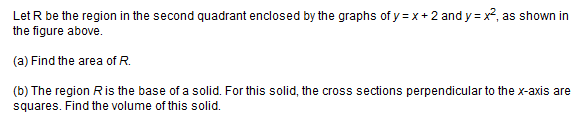 Let R be the region in the second quadrant enclosed by the graphs of y = x + 2 and y = x², as shown in
the figure above.
(a) Find the area of R.
(b) The region R is the base of a solid. For this solid, the cross sections perpendicular to the x-axis are
squares. Find the volume of this solid.